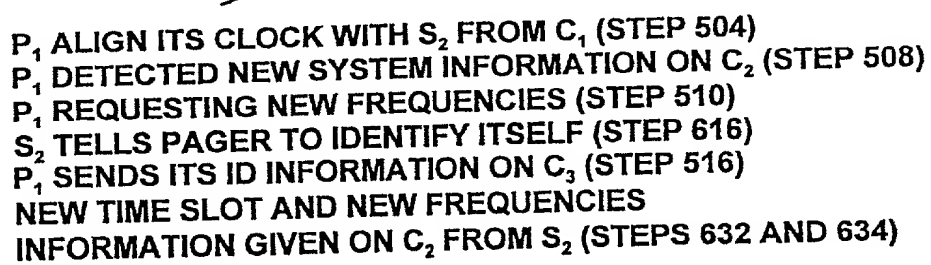 P₁ ALIGN ITS CLOCK WITH S₂ FROM C₁ (STEP 504)
P₁ DETECTED NEW SYSTEM INFORMATION ON C₂ (STEP 508)
P₁ REQUESTING NEW FREQUENCIES (STEP 510)
S₂ TELLS PAGER TO IDENTIFY ITSELF (STEP 616)
P₁ SENDS ITS ID INFORMATION ON C₃ (STEP 516)
NEW TIME SLOT AND NEW FREQUENCIES
INFORMATION GIVEN ON C₂ FROM S₂ (STEPS 632 AND 634)